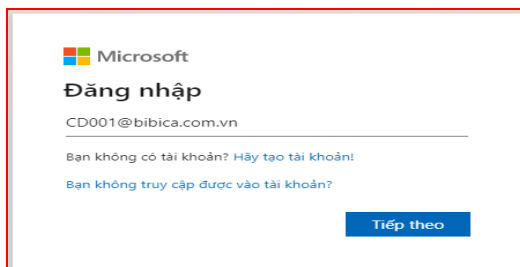 Microsoft
Đăng nhập
CD001@bibica.com.vn
Bạn không có tài khoản? Hãy tạo tài khoản!
Bạn không truy cập được vào tài khoản?
Tiếp theo